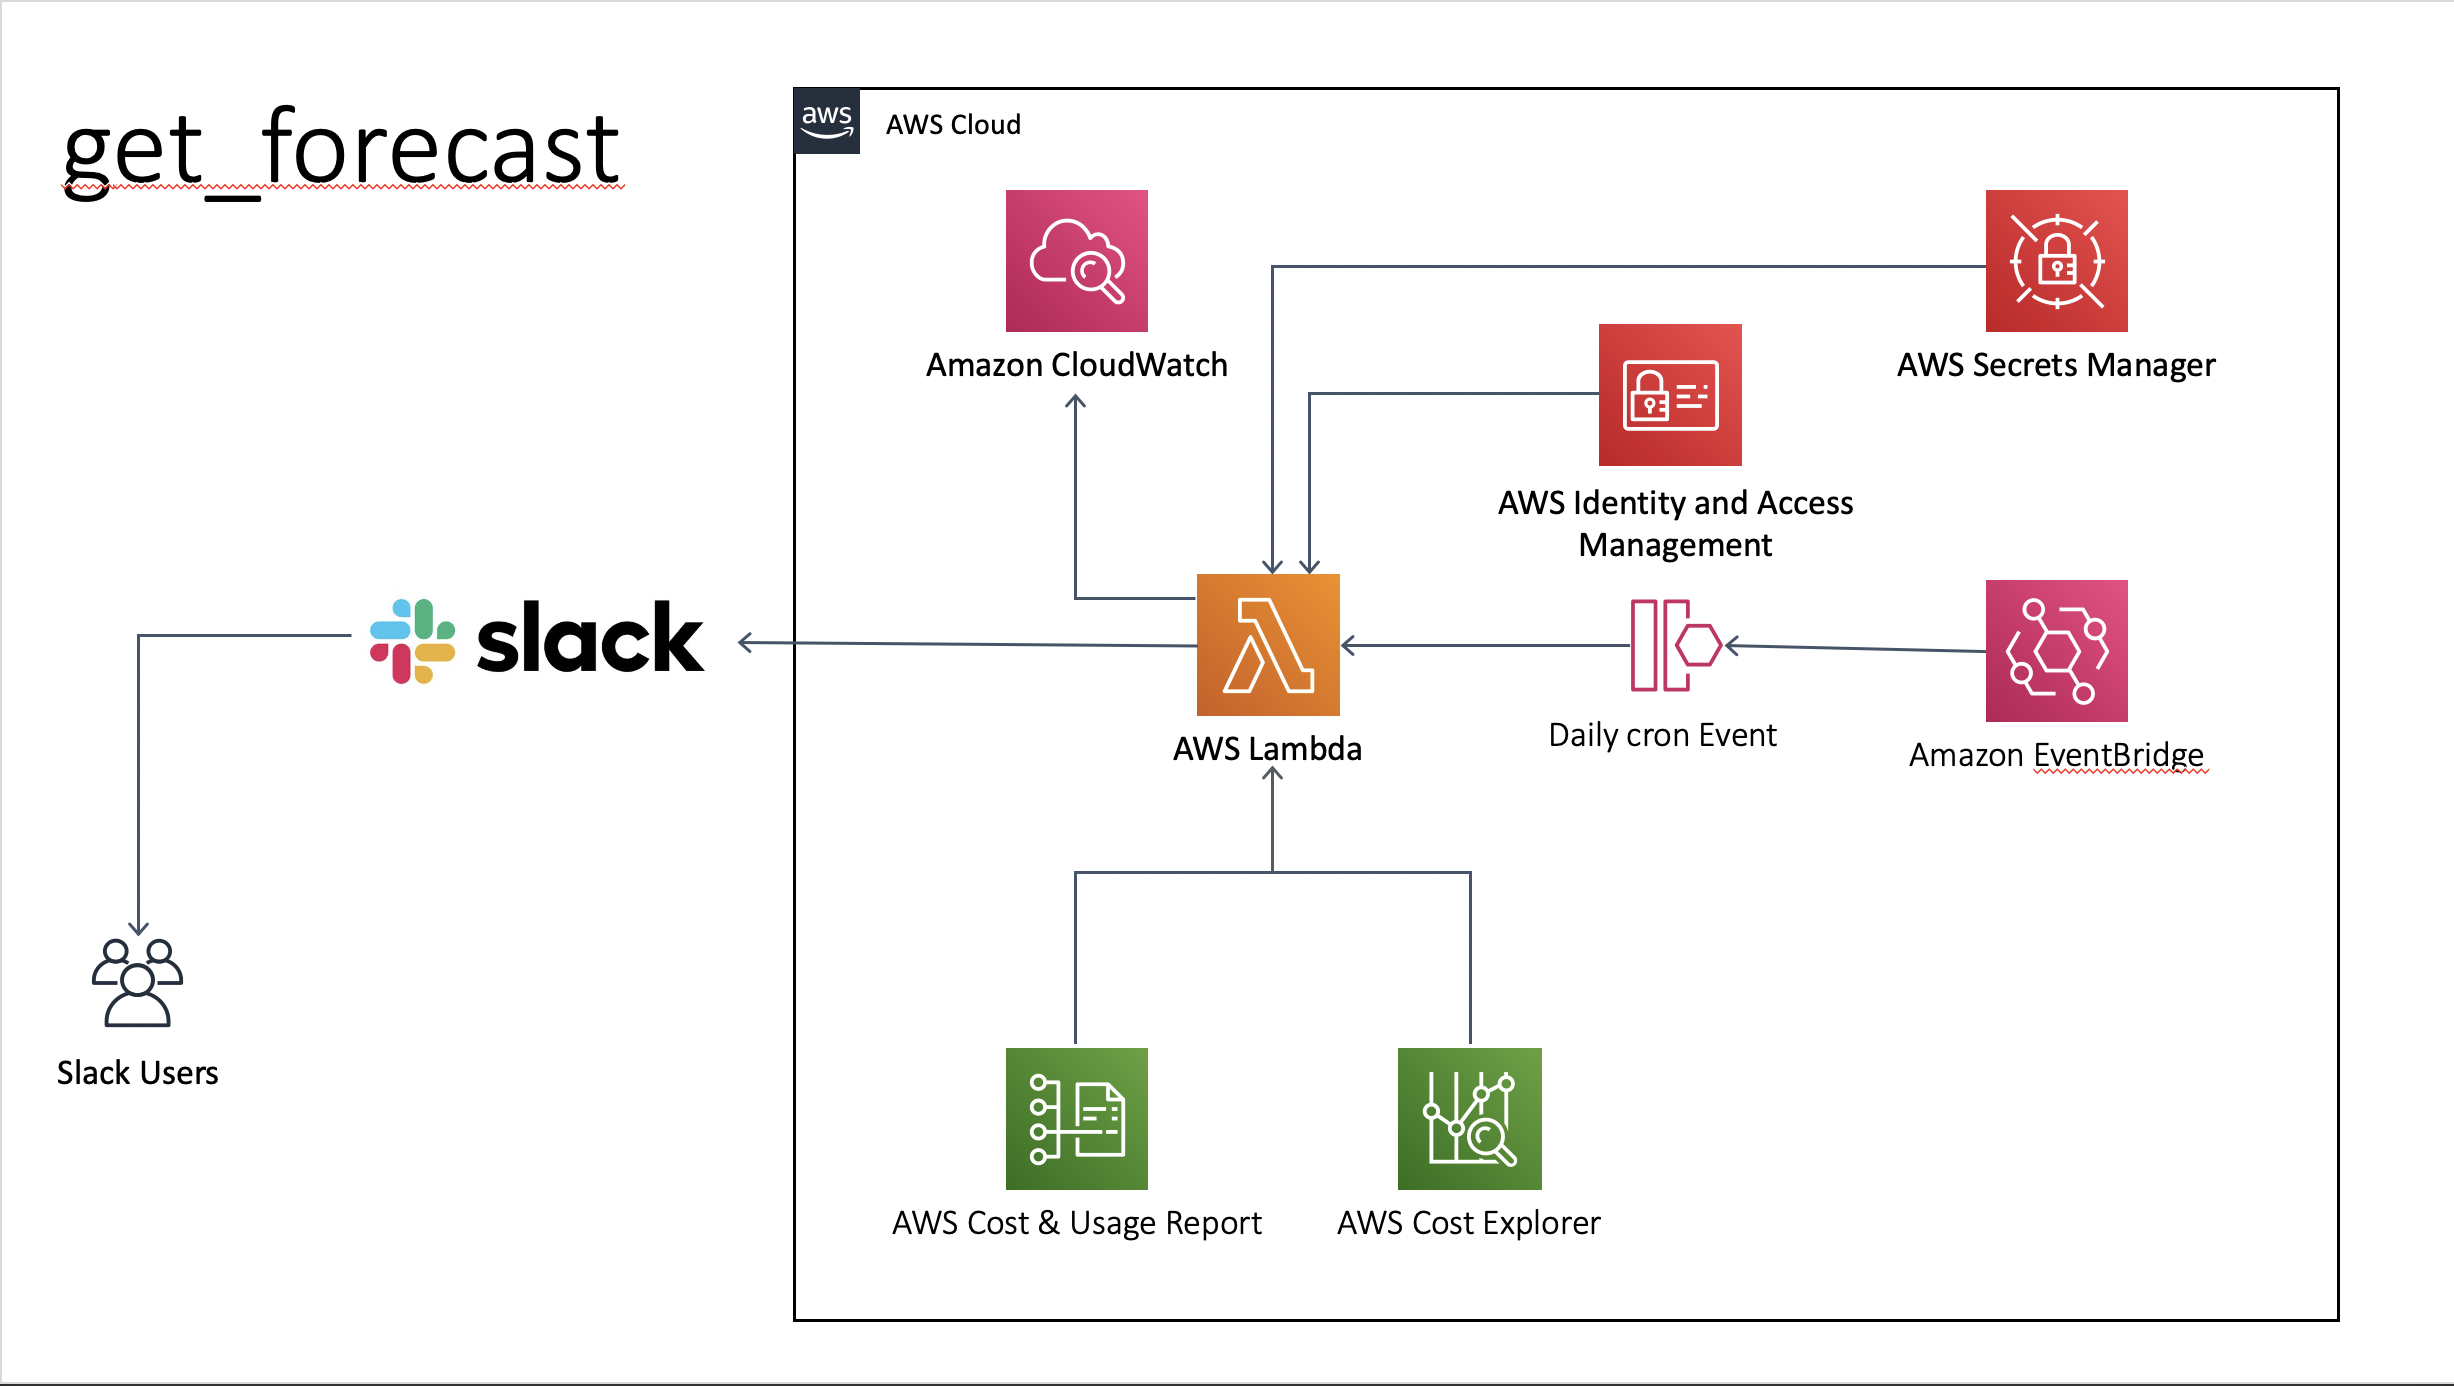 get_forecast
aws
AWS Cloud
Amazon CloudWatch
AWS Secrets Manager
AWS Identity and Access
Management
slack
AWS Lambda
Daily cron Event
Amazon EventBridge
Slack Users
AWS Cost & Usage Report
AWS Cost Explorer